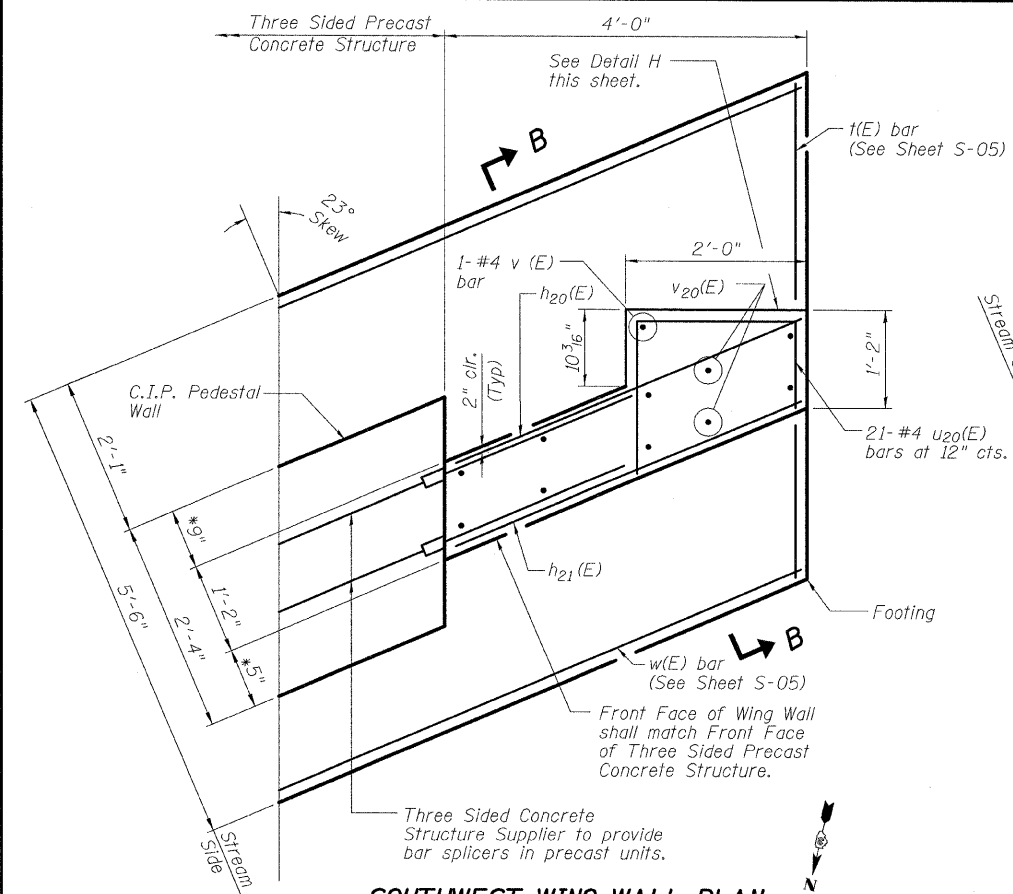 Three Sided Precast
Concrete Structure
4'-0"
See Detail H
this sheet.
t(E) bar
(See Sheet S-05)
B
23°
Skew
2'-0"
1- #4 v (E)
bar
h20(E)
v20(E)
10 3/16"
2" clr.
(Typ)
1'-2"
C.I.P. Pedestal
Wall
21- #4 u20(E)
bars at 12" cts.
2'-1"
*9"
1'-2"
*5"
2'-4"
5'-6"
h21(E)
Footing
B
w(E) bar
(See Sheet S-05)
Front Face of Wing Wall
shall match Front Face
of Three Sided Precast
Concrete Structure.
Three Sided Concrete
Structure Supplier to provide
bar splicers in precast units.
Stream
Side
Stream
N
SOUTHWEST WING WALL PLAN